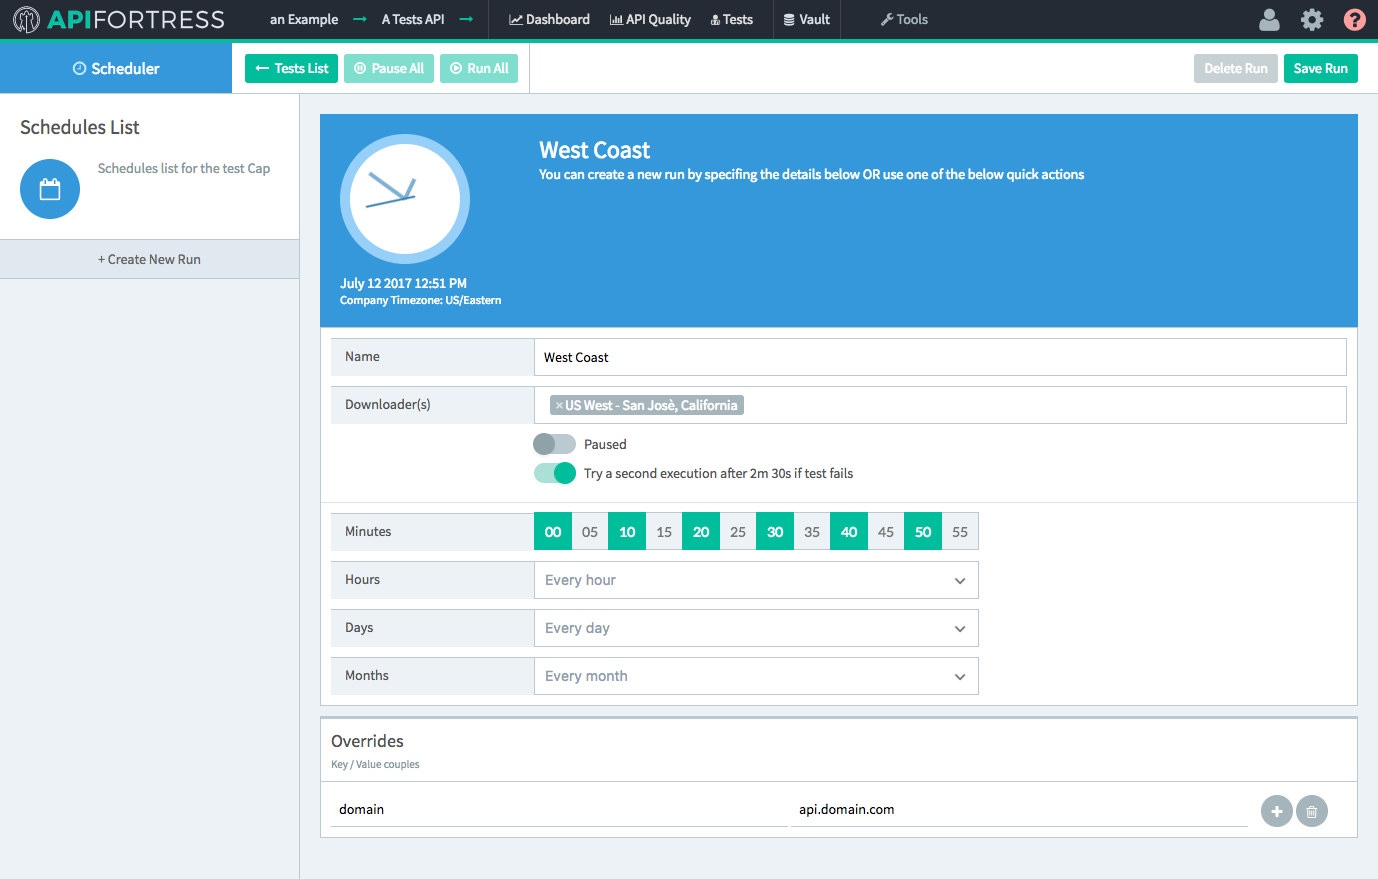 APIFORTRESS
an Example
A Tests API
Dashboard
API Quality
Tests
Vault
Tools
?
Scheduler
Tests List
Pause All
Run All
Delete Run
Save Run
Schedules List
Schedules list for the test Cap
+ Create New Run
West Coast
You can create a new run by specifing the details below OR use one of the below quick actions
July 12 2017 12:51 PM
Company Timezone: US/Eastern
Name
West Coast
Downloader(s)
×US West - San Josè, California
Paused
Try a second execution after 2m 30s if test fails
Minutes
00 05 10 15 20 25 30 35 40 45 50 55
Hours
Every hour
Days
Every day
Months
Every month
Overrides
Key / Value couples
domain
api.domain.com